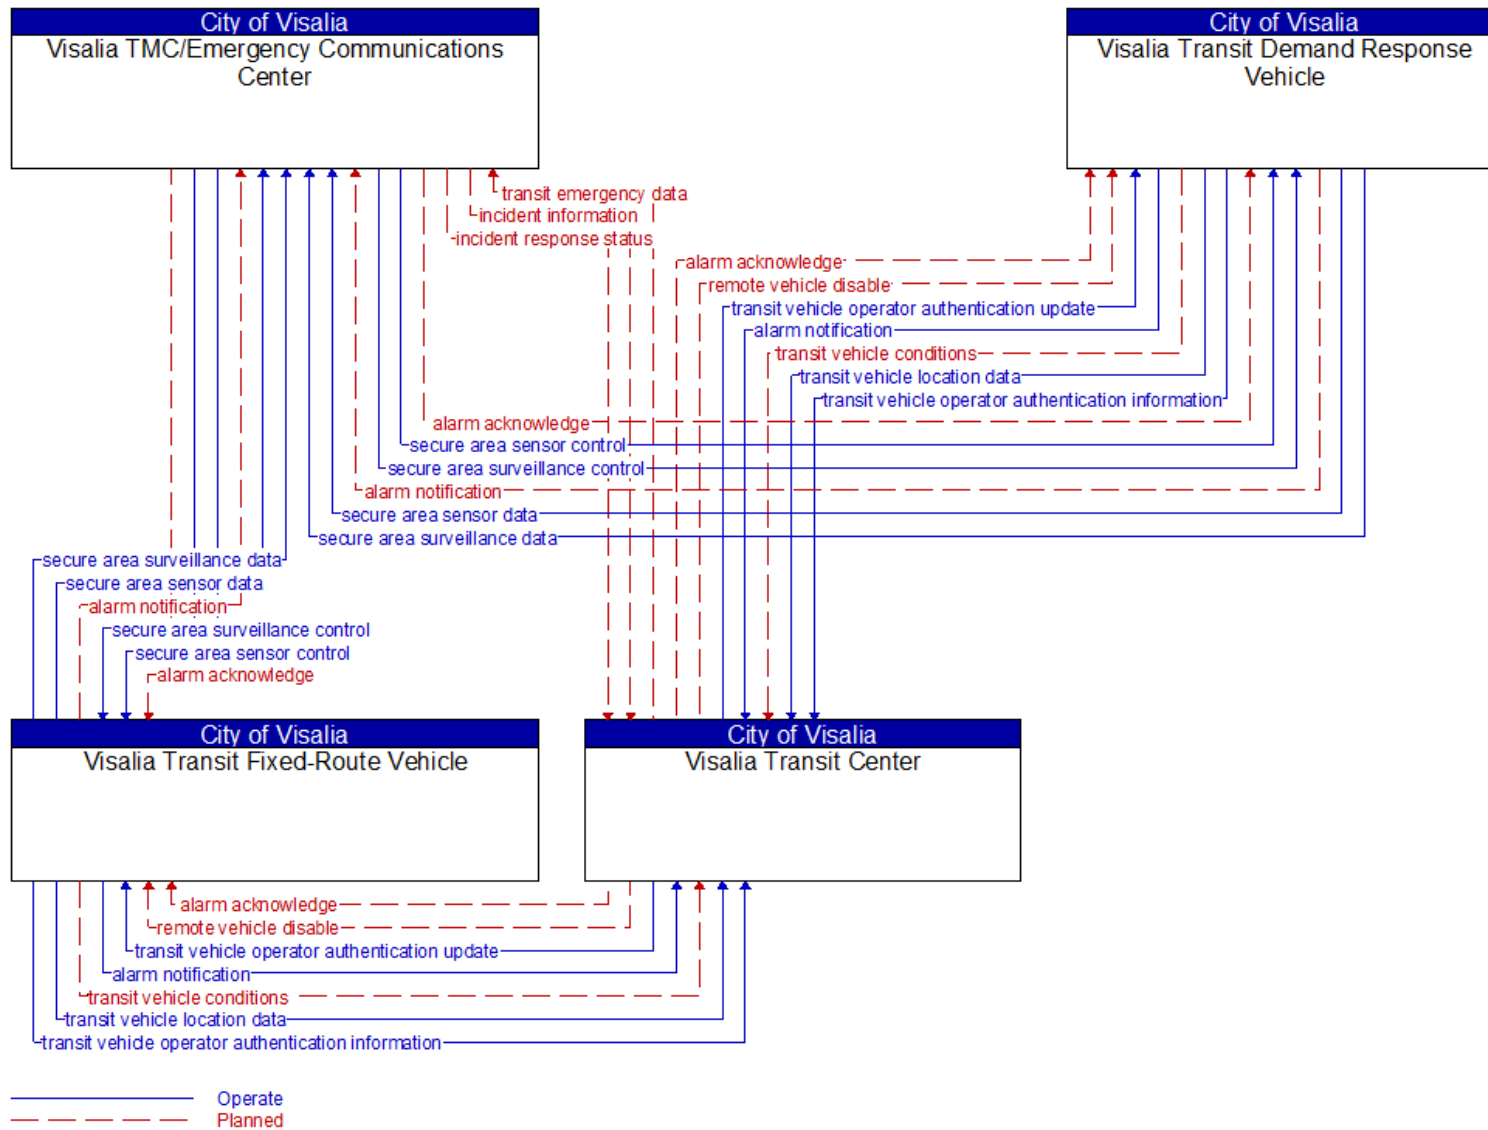 City of Visalia
Visalia TMC/Emergency Communications
Center
City of Visalia
Visalia Transit Demand Response
Vehicle
transit emergency data
incident information
incident response status
alarm acknowledge
remote vehicle disable
transit vehicle operator authentication update
alarm notification
transit vehicle conditions
transit vehicle location data
transit vehicle operator authentication information
alarm acknowledge
secure area sensor control
secure area surveillance control
alarm notification
secure area sensor data
secure area surveillance data
secure area surveillance data
secure area sensor data
alarm notification
secure area surveillance control
secure area sensor control
alarm acknowledge
City of Visalia
Visalia Transit Fixed-Route Vehicle
City of Visalia
Visalia Transit Center
alarm acknowledge
remote vehicle disable
transit vehicle operator authentication update
alarm notification
transit vehicle conditions
transit vehicle location data
transit vehicle operator authentication information
Operate
Planned